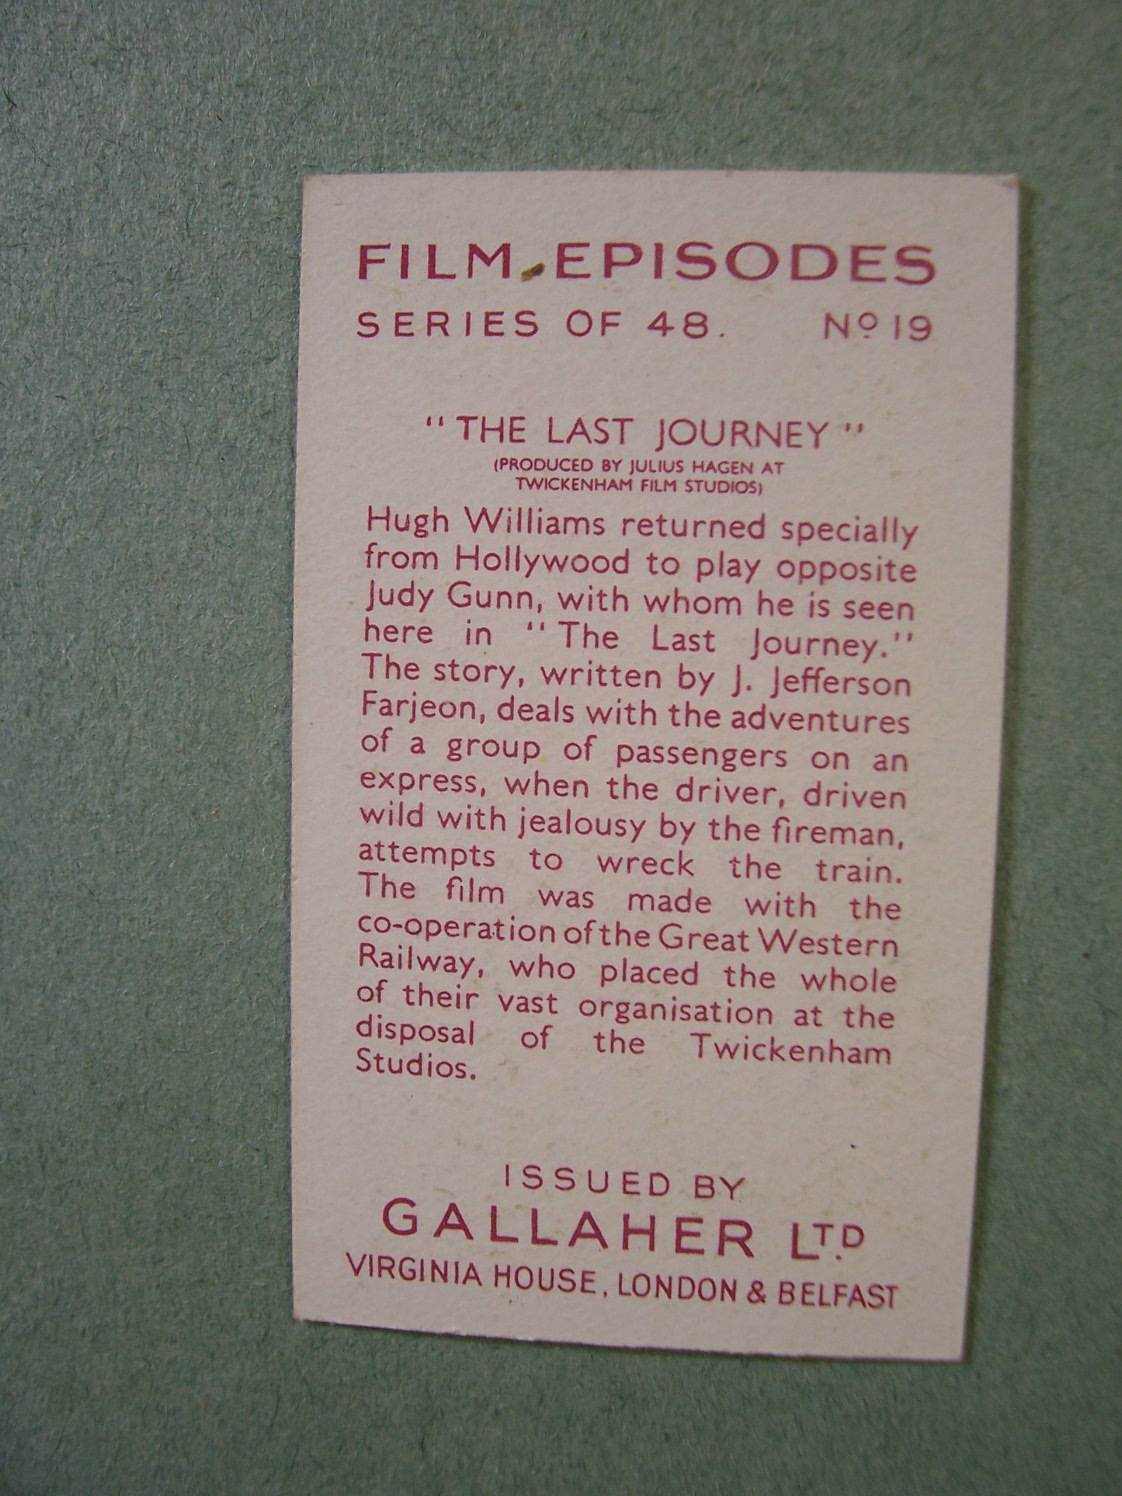 FILM EPISODES
SERIES OF 48. Nº 19
"THE LAST JOURNEY"
(PRODUCED BY JULIUS HAGEN AT
TWICKENHAM FILM STUDIOS)
Hugh Williams returned specially
from Hollywood to play opposite
Judy Gunn, with whom he is seen
here in "The Last Journey."
The story, written by J. Jefferson
Farjeon, deals with the adventures
of a group of passengers on an
express, when the driver, driven
wild with jealousy by the fireman,
attempts to wreck the train.
The film was made with the
co-operation of the Great Western
Railway, who placed the whole
of their vast organisation at the
disposal of the Twickenham
Studios.
ISSUED BY
GALLAHER LTD.
VIRGINIA HOUSE, LONDON & BELFAST